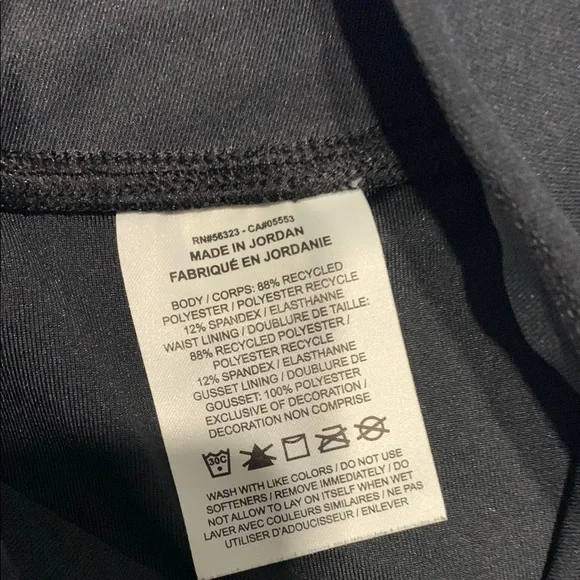 RN#56323 - CA#05553
MADE IN JORDAN
FABRIQUÉ EN JORDANIE
BODY / CORPS: 88% RECYCLED
POLYESTER / POLYESTER RECYCLE
12% SPANDEX / ELASTHANNE
WAIST LINING / DOUBLURE DE TAILLE:
88% RECYCLED POLYESTER /
POLYESTER RECYCLE
12% SPANDEX / ELASTHANNE
GUSSET LINING / DOUBLURE DE
GOUSSET: 100% POLYESTER
EXCLUSIVE OF DECORATION /
DECORATION NON COMPRISE
30C
WASH WITH LIKE COLORS / DO NOT USE
SOFTENERS / REMOVE IMMEDIATELY / DO
NOT ALLOW TO LAY ON ITSELF WHEN WET
LAVER AVEC COULEURS SIMILAIRES / NE PAS
UTILISER D'ADOUCISSEUR / ENLEVER